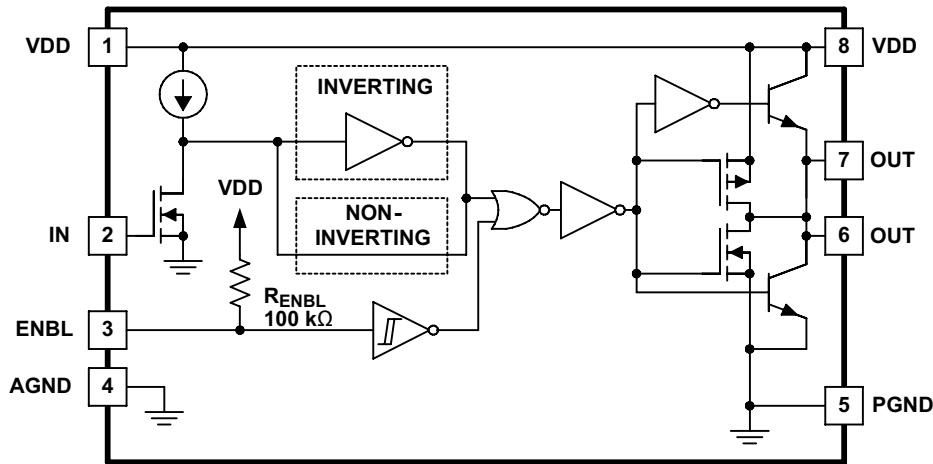 VDD 1
8 VDD
INVERTING
VDD
7 OUT
IN 2
NON-
INVERTING
6 OUT
R_ENBL
100 kΩ
ENBL 3
AGND 4
5 PGND